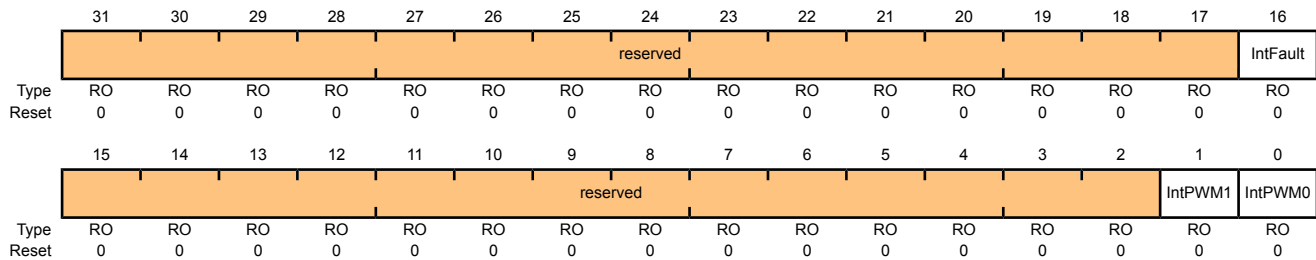 31 30 29 28 27 26 25 24 23 22 21 20 19 18 17 16
reserved IntFault
Type RO RO RO RO RO RO RO RO RO RO RO RO RO RO RO RO
Reset 0 0 0 0 0 0 0 0 0 0 0 0 0 0 0 0
15 14 13 12 11 10 9 8 7 6 5 4 3 2 1 0
reserved IntPWM1 IntPWM0
Type RO RO RO RO RO RO RO RO RO RO RO RO RO RO RO RO
Reset 0 0 0 0 0 0 0 0 0 0 0 0 0 0 0 0